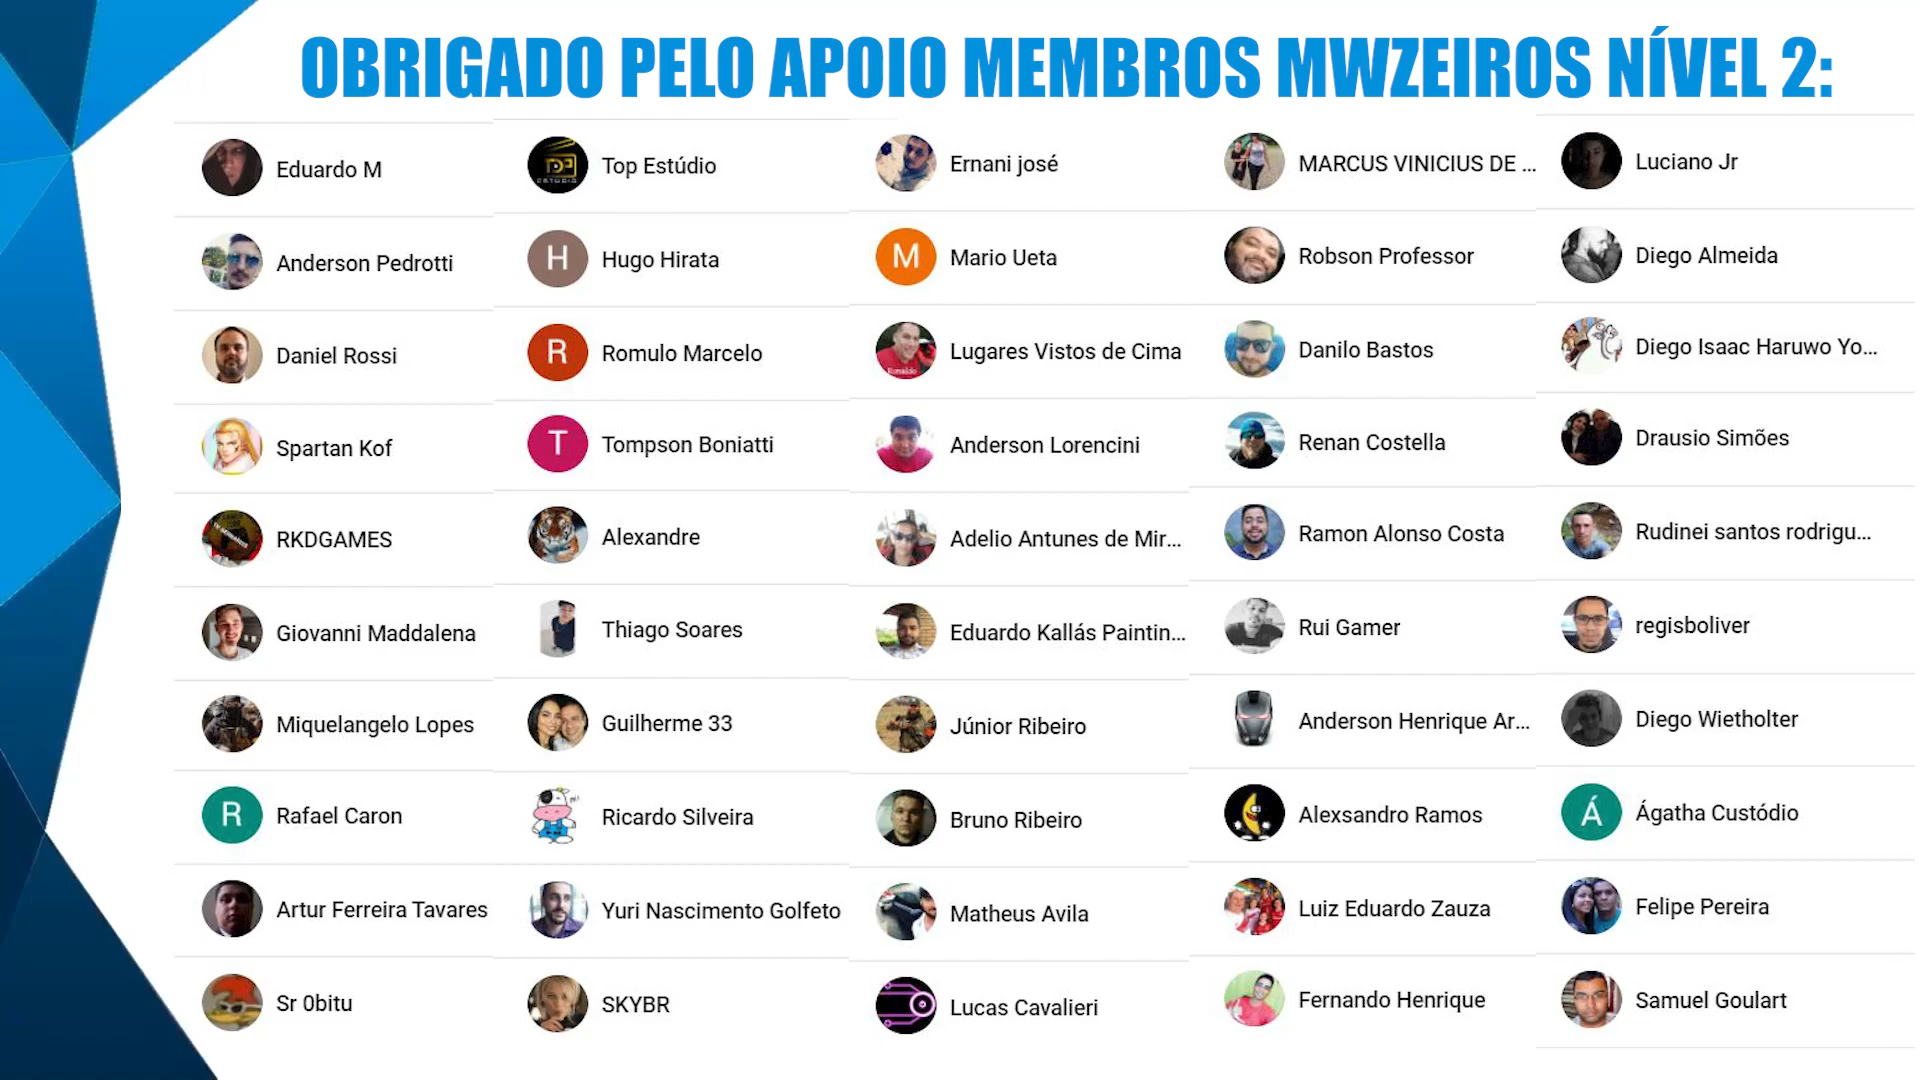 OBRIGADO PELO APOIO MEMBROS MWZEIROS NÍVEL 2:
Eduardo M
Anderson Pedrotti
Daniel Rossi
Spartan Kof
RKDGAMES
Giovanni Maddalena
Miquelangelo Lopes
R
Rafael Caron
Artur Ferreira Tavares
Sr 0bitu
Top Estúdio
H
Hugo Hirata
R
Romulo Marcelo
T
Tompson Boniatti
Alexandre
Thiago Soares
Guilherme 33
Ricardo Silveira
Yuri Nascimento Golfeto
SKYBR
Ernani josé
M
Mario Ueta
Ronaldo
Lugares Vistos de Cima
Anderson Lorencini
Adelio Antunes de Mir...
Eduardo Kallás Paintin...
Júnior Ribeiro
Bruno Ribeiro
Matheus Avila
Lucas Cavalieri
MARCUS VINICIUS DE ...
Robson Professor
Danilo Bastos
Renan Costella
Ramon Alonso Costa
Rui Gamer
Anderson Henrique Ar...
Alexsandro Ramos
Luiz Eduardo Zauza
Fernando Henrique
Luciano Jr
Diego Almeida
Diego Isaac Haruwo Yo...
Drausio Simões
Rudinei santos rodrigu...
regisboliver
Diego Wietholter
Á
Ágatha Custódio
Felipe Pereira
Samuel Goulart